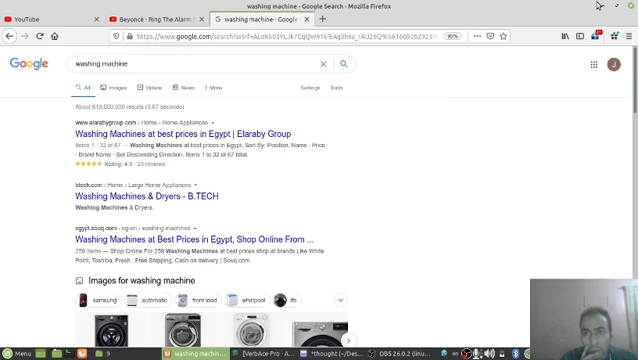 washing machine - Google Search - Mozilla Firefox
YouTube
Beyoncé - Ring The Alarm
washing machine - Google
90%
Google
washing machine
J
All
Images
Videos
News
More
Settings
Tools
About 619,000,000 results (0.67 seconds)
www.elarabygroup.com › Home › Home Appliances
Washing Machines at best prices in Egypt | Elaraby Group
Items 1 - 32 of 67 — Washing Machines at best prices in Egypt. Sort By: Position, Name · Price
· Brand Name · Set Descending Direction. Items 1 to 32 of 67 total.
Rating: 4.9 · 23 reviews
btech.com › Home › Large Home Appliances
Washing Machines & Dryers - B.TECH
Washing Machines & Dryers.
egypt.souq.com › eg-en › washing-machines
Washing Machines at Best Prices in Egypt, Shop Online From ...
259 items — Shop Online For 259 Washing Machines at best prices shop at brands Like White
Point, Toshiba, Fresh , Free Shipping, Cash on delivery | Souq.com.
Images for washing machine
samsung
automatic
front load
whirlpool
Menu
9
washing machin...
[VerbAce-Pro - A...
*thought (~/Des...
OBS 26.0.2 (linu...
en